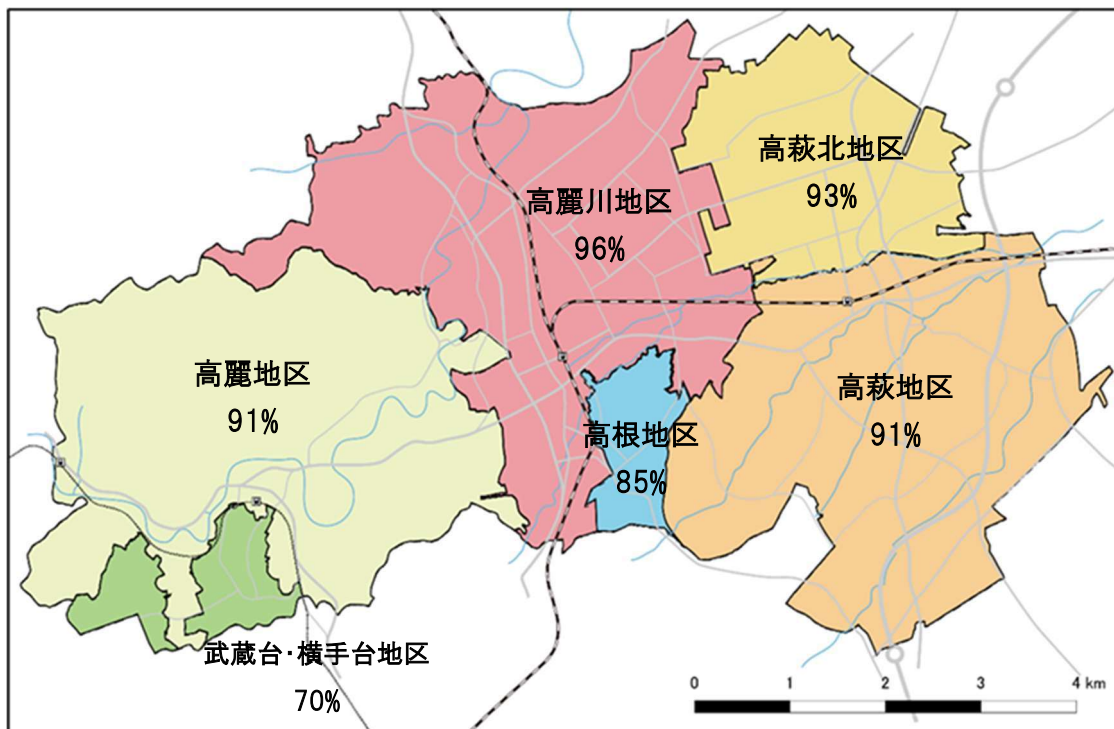 高萩北地区
93%
高麗川地区
96%
高麗地区
91%
高萩地区
91%
高根地区
85%
武蔵台・横手台地区
70%
0 1 2 3 4 km